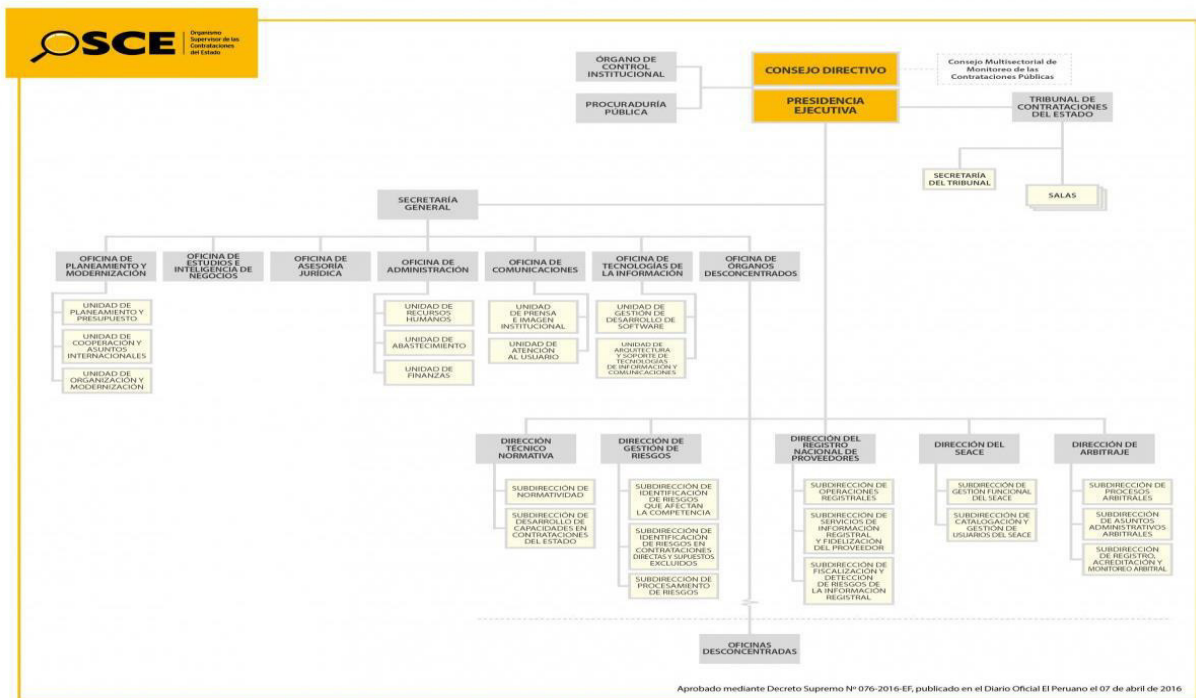 OSCE
Organismo
Supervisor de las
Contrataciones
del Estado
ÓRGANO DE
CONTROL
INSTITUCIONAL
PROCURADURÍA
PÚBLICA
CONSEJO DIRECTIVO
PRESIDENCIA
EJECUTIVA
Consejo Multisectorial de
Monitoreo de las
Contrataciones Públicas
TRIBUNAL DE
CONTRATACIONES
DEL ESTADO
SECRETARÍA
DEL TRIBUNAL
SALAS
SECRETARÍA
GENERAL
OFICINA DE
PLANEAMIENTO Y
MODERNIZACIÓN
OFICINA DE
ESTUDIOS E
INTELIGENCIA DE
NEGOCIOS
OFICINA DE
ASESORÍA
JURÍDICA
OFICINA DE
ADMINISTRACIÓN
OFICINA DE
COMUNICACIONES
OFICINA DE
TECNOLOGÍAS DE
LA INFORMACIÓN
OFICINA DE
ÓRGANOS
DESCONCENTRADOS
UNIDAD DE
PLANEAMIENTO Y
PRESUPUESTO
UNIDAD DE
COOPERACIÓN Y
ASUNTOS
INTERNACIONALES
UNIDAD DE
ORGANIZACIÓN Y
MODERNIZACIÓN
UNIDAD DE
RECURSOS
HUMANOS
UNIDAD DE
ABASTECIMIENTO
UNIDAD DE
FINANZAS
UNIDAD
DE PRENSA
E IMAGEN
INSTITUCIONAL
UNIDAD DE
ATENCIÓN
AL USUARIO
UNIDAD DE
GESTIÓN DE
DESARROLLO DE
SOFTWARE
UNIDAD DE
ARQUITECTURA
Y SOPORTE DE
TECNOLOGÍAS
DE INFORMACIÓN Y
COMUNICACIONES
DIRECCIÓN
TÉCNICO
NORMATIVA
SUBDIRECCIÓN DE
NORMATIVIDAD
SUBDIRECCIÓN DE
DESARROLLO DE
CAPACIDADES EN
CONTRATACIONES
DEL ESTADO
DIRECCIÓN DE
GESTIÓN DE
RIESGOS
SUBDIRECCIÓN DE
IDENTIFICACIÓN
DE RIESGOS
QUE AFECTAN
LA COMPETENCIA
SUBDIRECCIÓN DE
IDENTIFICACIÓN
DE RIESGOS EN
CONTRATACIONES
DIRECTAS Y SUPUESTOS
EXCLUIDOS
SUBDIRECCIÓN DE
PROCESAMIENTO
DE RIESGOS
DIRECCIÓN DEL
REGISTRO
NACIONAL DE
PROVEEDORES
SUBDIRECCIÓN DE
OPERACIONES
REGISTRALES
SUBDIRECCIÓN DE
SERVICIOS DE
INFORMACIÓN
REGISTRAL
Y FIDELIZACIÓN
DEL PROVEEDOR
SUBDIRECCIÓN DE
FISCALIZACIÓN Y
DETECCIÓN
DE RIESGOS DE
LA INFORMACIÓN
REGISTRAL
DIRECCIÓN DEL
SEACE
SUBDIRECCIÓN DE
GESTIÓN FUNCIONAL
DEL SEACE
SUBDIRECCIÓN DE
CATALOGACIÓN Y
GESTIÓN DE
USUARIOS DEL SEACE
DIRECCIÓN DE
ARBITRAJE
SUBDIRECCIÓN DE
PROCESOS
ARBITRALES
SUBDIRECCIÓN
DE ASUNTOS
ADMINISTRATIVOS
ARBITRALES
SUBDIRECCIÓN
DE REGISTRO,
ACREDITACIÓN Y
MONITOREO ARBITRAL
OFICINAS
DESCONCENTRADAS
Aprobado mediante Decreto Supremo Nº 076-2016-EF, publicado en el Diario Oficial El Peruano el 07 de abril de 2016